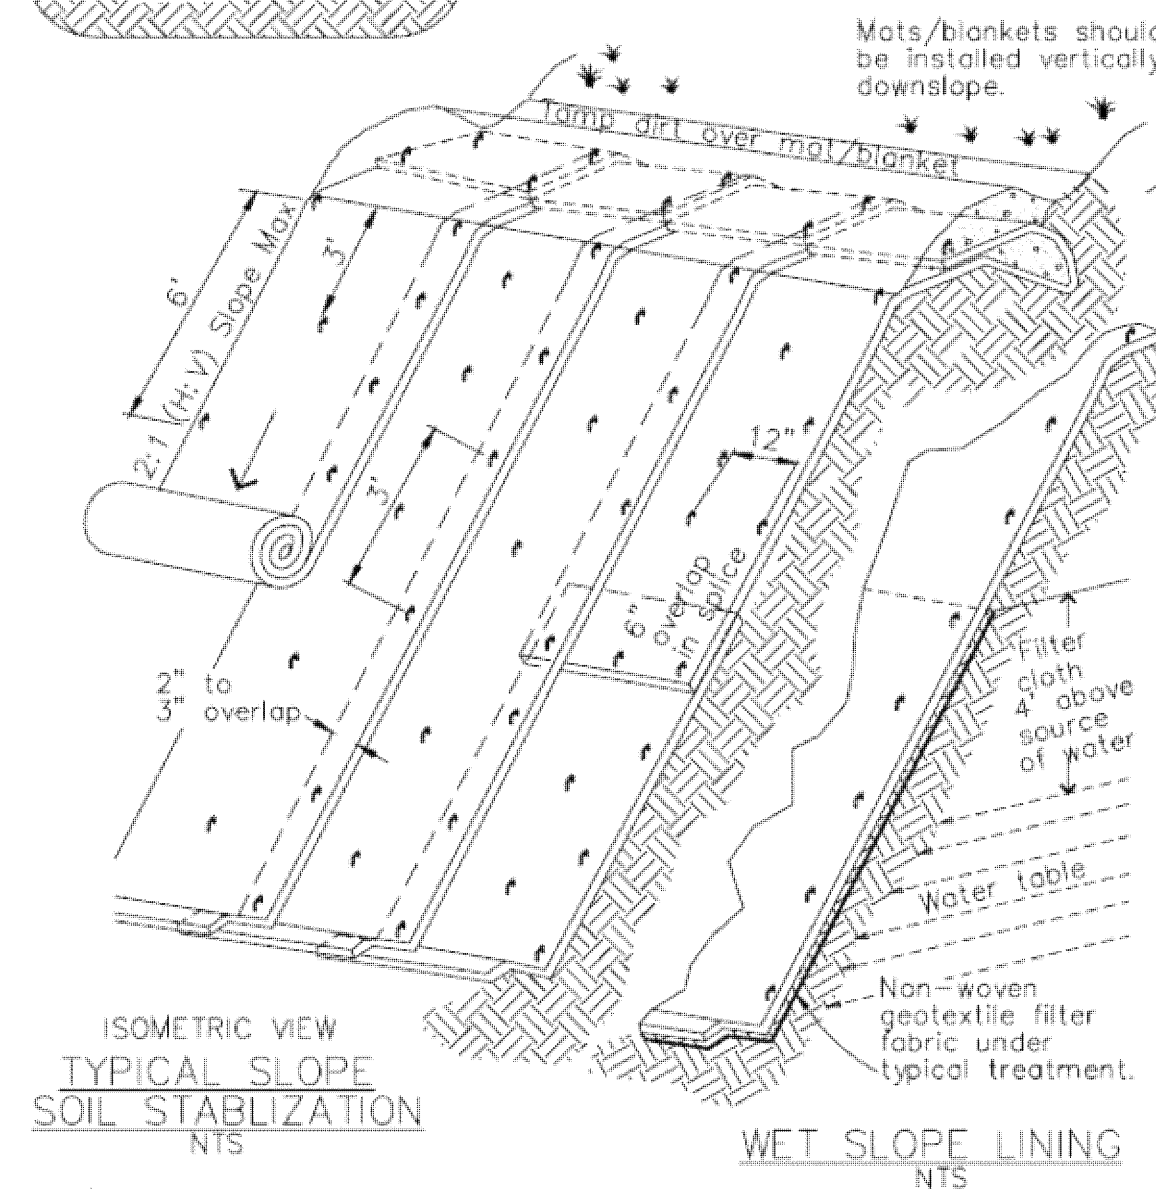 Mats/blankets should
be installed vertically
downslope.
Tamp dirt over mat/blanket
6'
3'
2:1 (H:V) Slope Max
12"
3'
6"
overlap
in splice
2" to
3" overlap
Filter
cloth
4' above
source
of water
Water table
Non-woven
geotextile filter
fabric under
typical treatment.
ISOMETRIC VIEW
TYPICAL SLOPE
SOIL STABLIZATION
NTS
WET SLOPE LINING
NTS